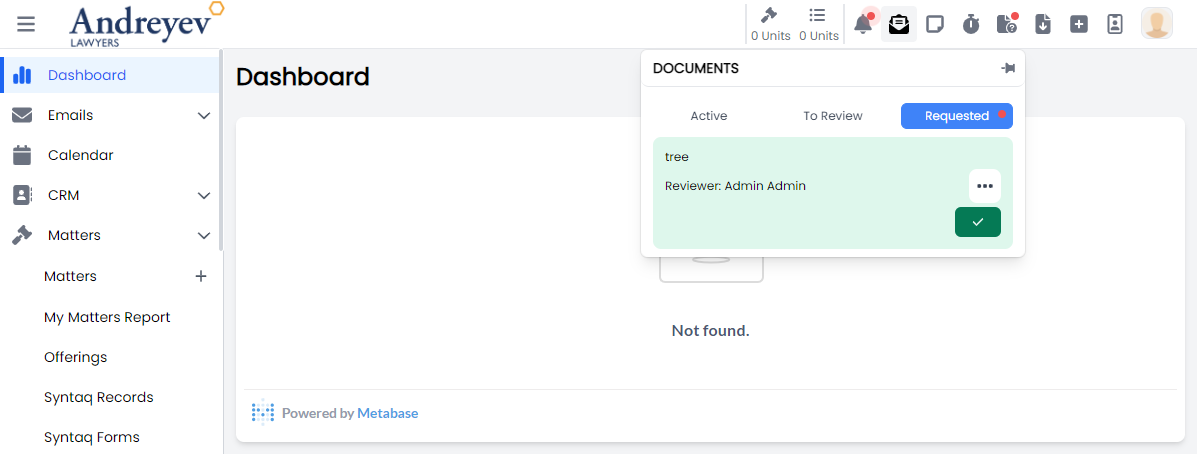 Andreyev
LAWYERS
0 Units 0 Units
Dashboard
Emails
Calendar
CRM
Matters
Matters
My Matters Report
Offerings
Syntaq Records
Syntaq Forms
Dashboard
DOCUMENTS
Active To Review Requested
tree
Reviewer: Admin Admin
Not found.
Powered by Metabase